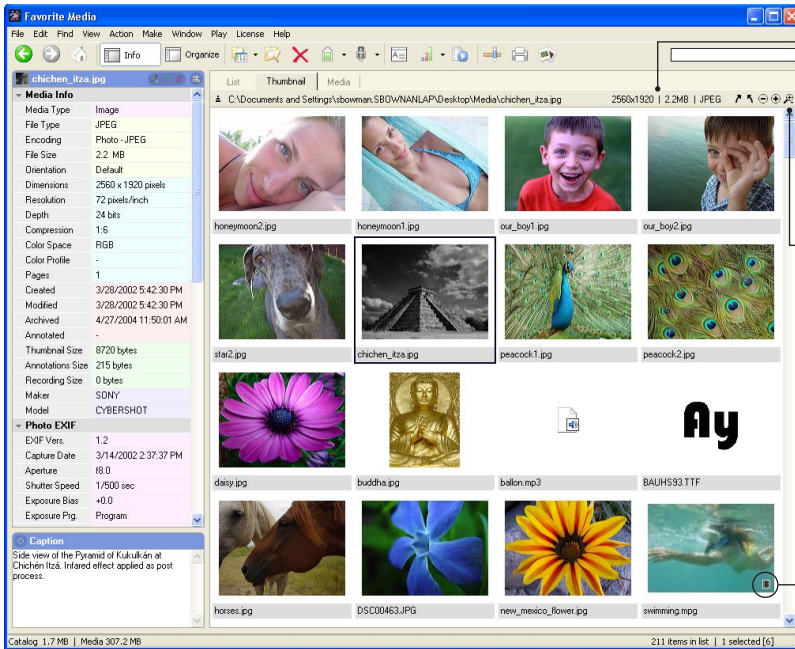 Favorite Media
File Edit Find View Action Make Window Play License Help
Info
Organize
chichen_itza.jpg
List Thumbnail Media
C:\Documents and Settings\sbowman.SBOWNANLAP\Desktop\Media\chichen_itza.jpg 2560x1920 | 2.2MB | JPEG
Media Info
Media Type Image
File Type JPEG
Encoding Photo - JPEG
File Size 2.2 MB
Orientation Default
Dimensions 2560 x 1920 pixels
Resolution 72 pixels/inch
Depth 24 bits
Compression 1:6
Color Space RGB
Color Profile -
Pages 1
Created 3/28/2002 5:42:30 PM
Modified 3/28/2002 5:42:30 PM
Archived 4/27/2004 11:50:01 AM
Annotated -
Thumbnail Size 8720 bytes
Annotations Size 215 bytes
Recording Size 0 bytes
Maker SONY
Model CYBERSHOT
Photo EXIF
EXIF Vers. 1.2
Capture Date 3/14/2002 2:37:37 PM
Aperture f8.0
Shutter Speed 1/500 sec
Exposure Bias +0.0
Exposure Prg. Program
Caption
Side view of the Pyramid of Kukulkán at
Chichén Itzá. Infared effect applied as post
process.
honeymoon2.jpg honeymoon1.jpg our_boy1.jpg our_boy2.jpg
star2.jpg chichen_itza.jpg peacock1.jpg peacock2.jpg
Ay
daisy.jpg buddha.jpg ballon.mp3 BAUHS93.TTF
horses.jpg DSC00463.JPG new_mexico_flower.jpg swimming.mpg
Catalog 1.7 MB | Media 307.2 MB 211 items in list | 1 selected [6]